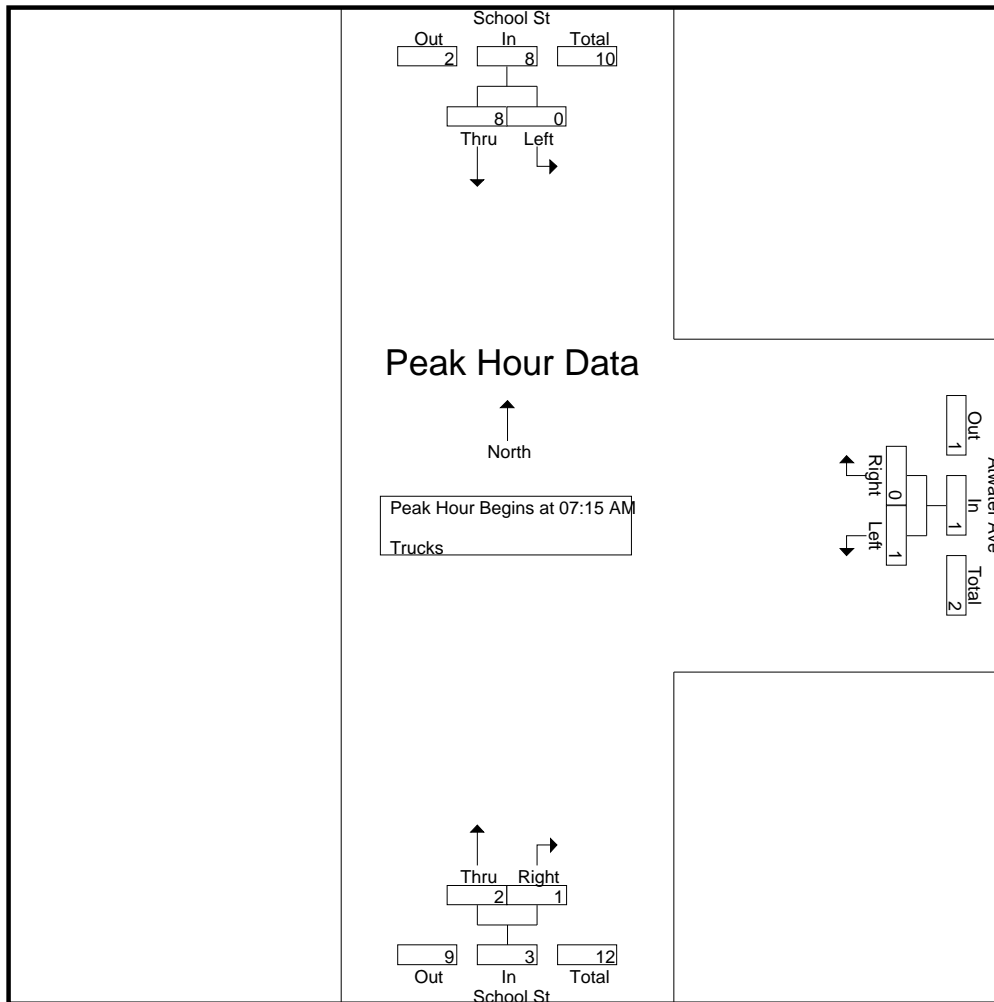 School St
Out In Total
2 8 10
8 0
Thru Left
Peak Hour Data
North
Peak Hour Begins at 07:15 AM
Trucks
Out In Total
1 1 2
Right Left
0 1
Atwater Ave
Thru Right
2 1
9 3 12
Out In Total
School St